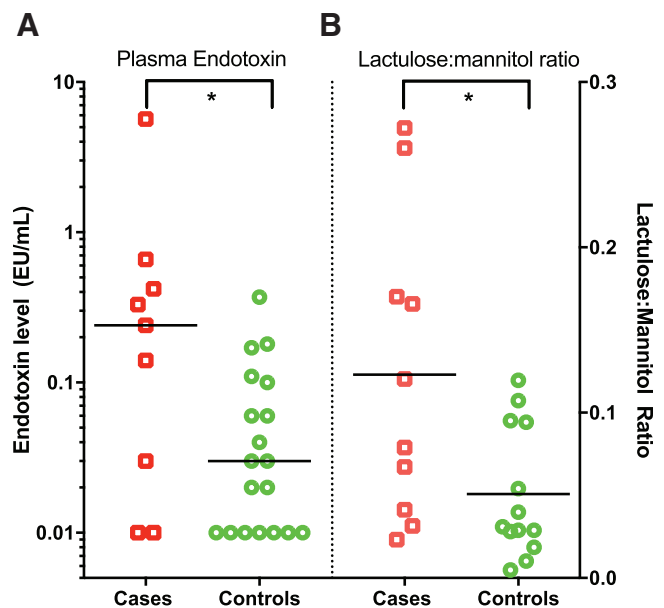 A
B
Plasma Endotoxin
Lactulose:mannitol ratio
10
1
0.1
0.01
Endotoxin level (EU/mL)
*
*
0.3
0.2
0.1
0.0
Lactulose:Mannitol Ratio
Cases
Controls
Cases
Controls